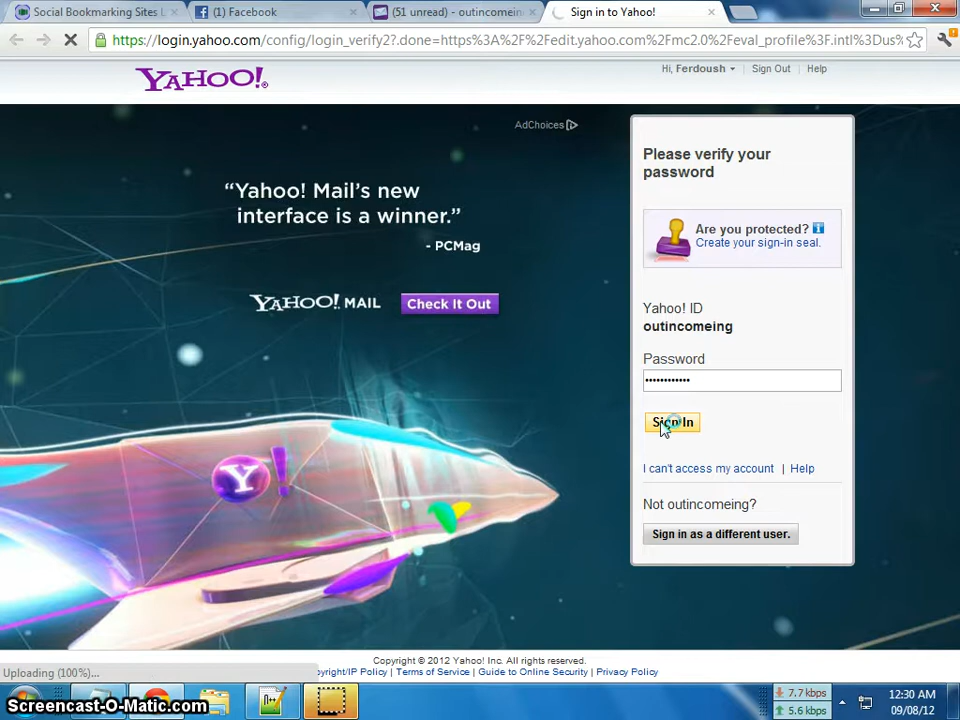 Social Bookmarking Sites L
(1) Facebook
(51 unread) - outincomein
Sign in to Yahoo!
https://login.yahoo.com/config/login_verify2?.done=https%3A%2F%2Fedit.yahoo.com%2Fmc2.0%2Feval_profile%3F.intl%3Dus%
YAHOO!
Hi, Ferdoush
Sign Out
Help
AdChoices
“Yahoo! Mail’s new
interface is a winner.”
- PCMag
YAHOO! MAIL
Check It Out
Y!
Please verify your
password
Are you protected?
Create your sign-in seal.
Yahoo! ID
outincomeing
Password
Sign In
I can't access my account | Help
Not outincomeing?
Sign in as a different user.
Copyright © 2012 Yahoo! Inc. All rights reserved.
opyright/IP Policy | Terms of Service | Guide to Online Security | Privacy Policy
Uploading (100%)...
Screencast-O-Matic.com
7.7 kbps
5.6 kbps
12:30 AM
09/08/12